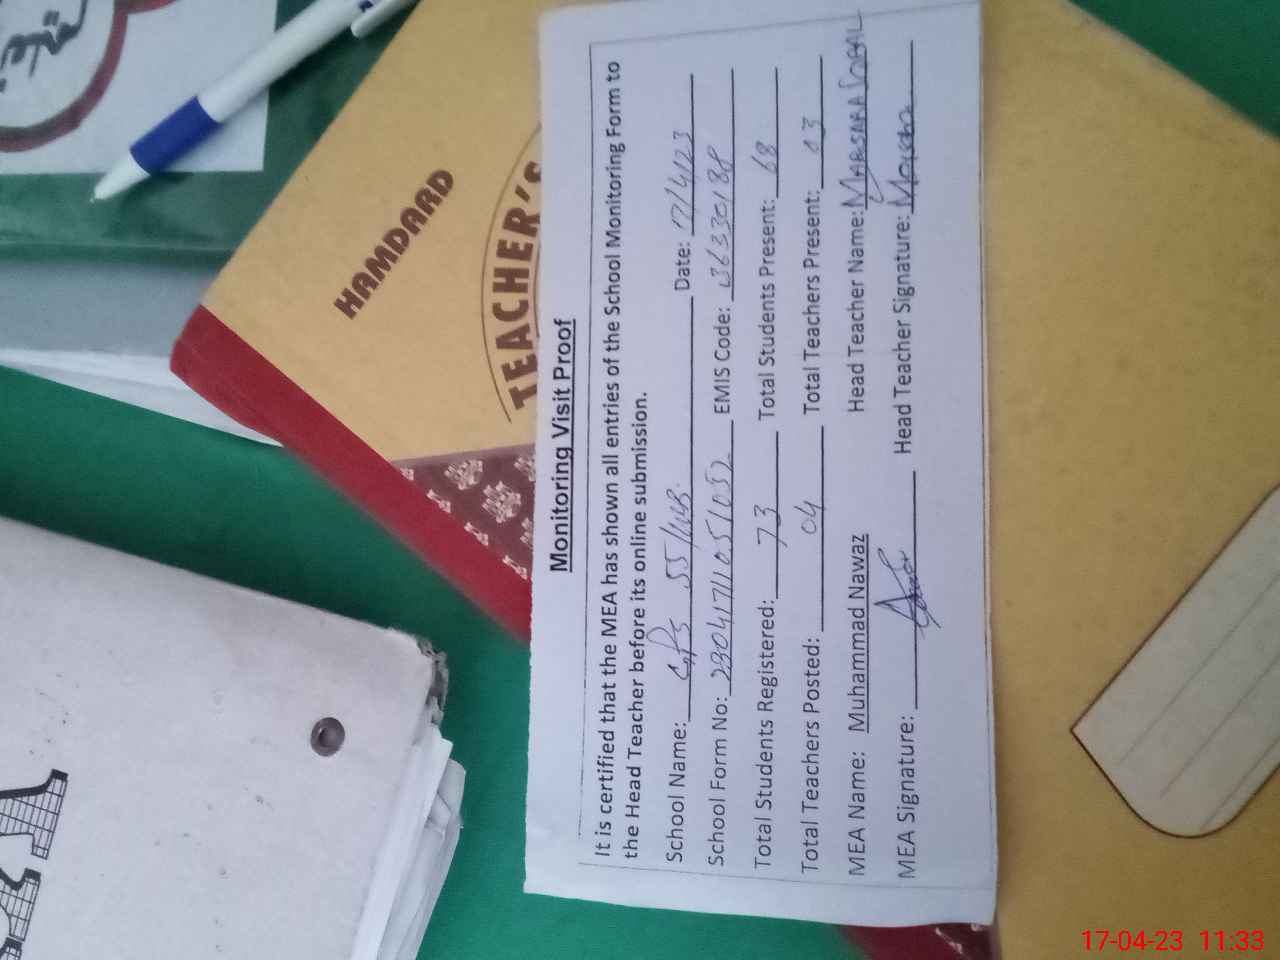 HAMDARD
TEACHER'S
Monitoring Visit Proof
It is certified that the MEA has shown all entries of the School Monitoring Form to
the Head Teacher before its online submission.
School Name: GPS 55/WB. Date: 17/4/23
School Form No: 23041711051032 EMIS Code: 36330188
Total Students Registered: 73 Total Students Present: 68
Total Teachers Posted: 04 Total Teachers Present: 03
MEA Name: Muhammad Nawaz Head Teacher Name:
MEA Signature: Head Teacher Signature:
17-04-23 11:33